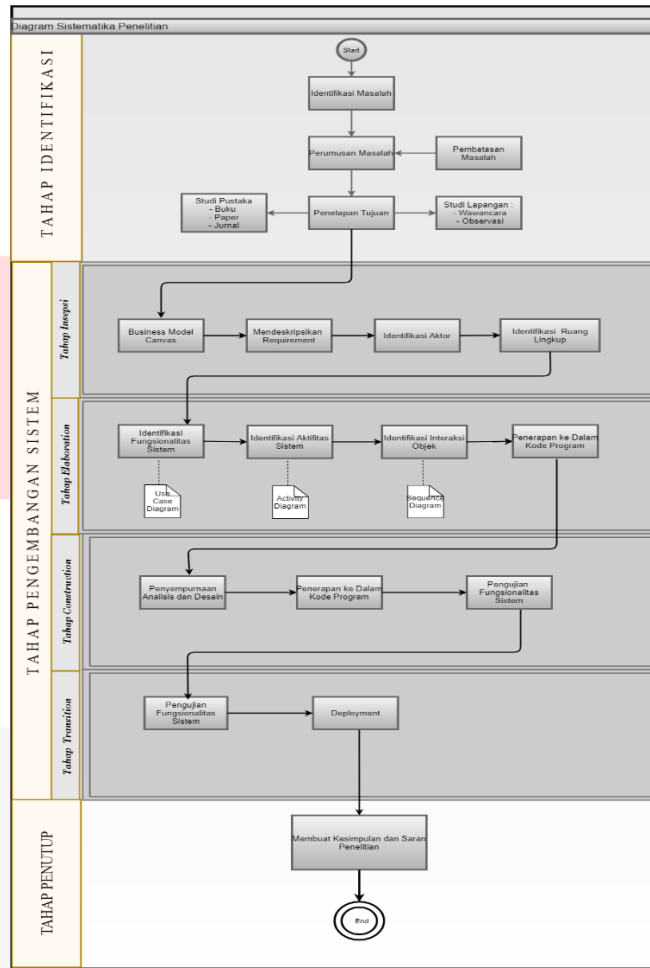 Diagram Sistematika Penelitian
TAHAP IDENTIFIKASI
Start
Identifikasi Masalah
Perumusan Masalah
Pembatasan
Masalah
Studi Pustaka
- Buku
- Paper
- Jurnal
Penetapan Tujuan
Studi Lapangan :
- Wawancara
- Observasi
TAHAP PENGEMBANGAN SISTEM
Tahap Insepsi
Business Model
Canvas
Mendeskripsikan
Requirement
Identifikasi Aktor
Identifikasi Ruang
Lingkup
Tahap Elaboration
Identifikasi
Fungsionalitas
Sistem
Identifikasi Aktifitas
Sistem
Identifikasi Interaksi
Objek
Penerapan ke Dalam
Kode Program
Use
Case
Diagram
Activity
Diagram
Sequence
Diagram
Tahap Construction
Penyempurnaan
Analisis dan Desain
Penerapan ke Dalam
Kode Program
Pengujian
Fungsionalitas
Sistem
Tahap Transition
Pengujian
Fungsionalitas
Sistem
Deployment
TAHAP PENUTUP
Membuat Kesimpulan dan Saran
Penelitian
End